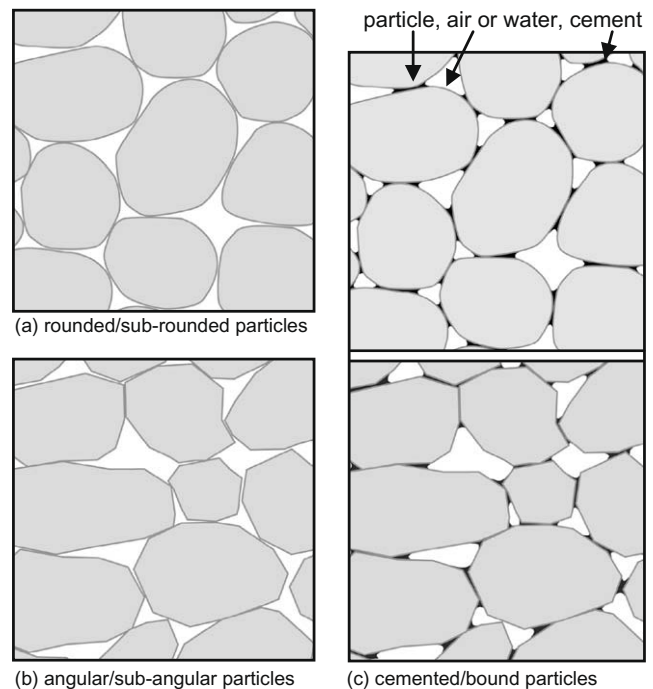 particle, air or water, cement
(a) rounded/sub-rounded particles
(b) angular/sub-angular particles
(c) cemented/bound particles